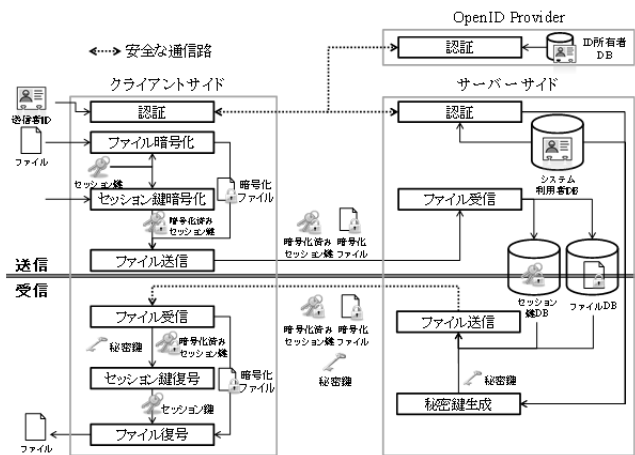 OpenID Provider
安全な通信路
認証
ID所有者
DB
クライアントサイド
サーバーサイド
送信者ID
認証
認証
ファイル
ファイル暗号化
セッション鍵
システム
利用者DB
セッション鍵暗号化
暗号化
ファイル
ファイル受信
暗号化済み
セッション鍵
暗号化済み
セッション鍵
暗号化
ファイル
ファイル送信
送信
受信
セッション
鍵DB
ファイルDB
ファイル受信
暗号化済み
セッション鍵
暗号化
ファイル
ファイル送信
秘密鍵
暗号化済み
セッション鍵
秘密鍵
秘密鍵
セッション鍵復号
暗号化
ファイル
セッション鍵
秘密鍵生成
ファイル復号
ファイル